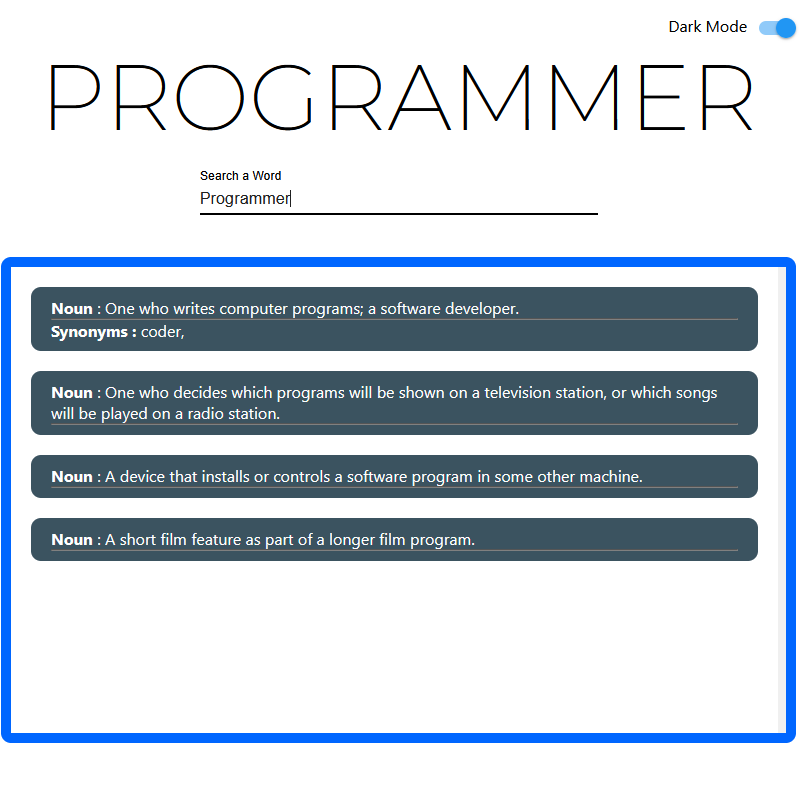 Dark Mode
PROGRAMMER
Search a Word
Programmer
Noun : One who writes computer programs; a software developer.
Synonyms : coder,
Noun : One who decides which programs will be shown on a television station, or which songs
will be played on a radio station.
Noun : A device that installs or controls a software program in some other machine.
Noun : A short film feature as part of a longer film program.